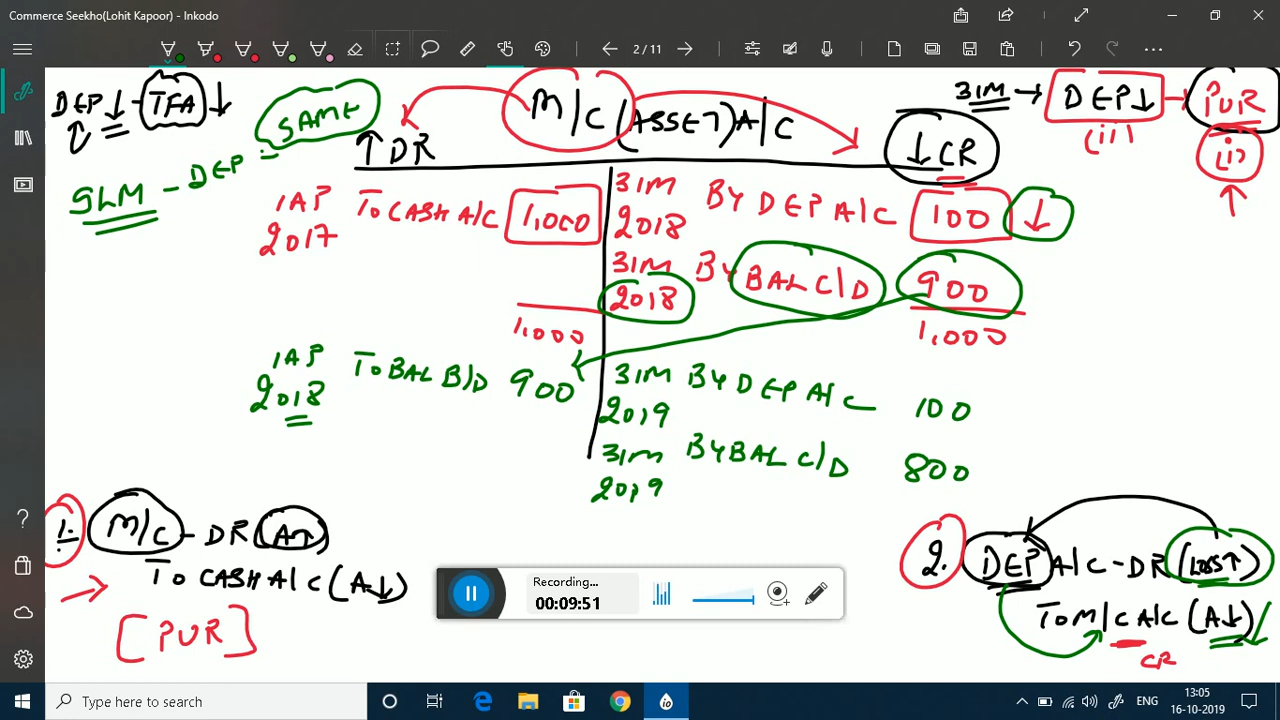 Commerce Seekho(Lohit Kapoor) - Inkodo
2/11
DEP↓ - TFA ↓
SAME
SLM - DEP =
M/C (ASSET) A/C
31M → DEP↓ → PUR
(ii) (i)
↑ DR
↓ CR
1AP 2017 To CASH A/C 1,000
31M 2018 BY DEP A/C 100 ↓
31M 2018 BY BAL C/D 900
1,000
1,000
1AP 2018 To BAL B/D 900
31M 2019 BY DEP A/C 100
31M 2019 BY BAL C/D 800
1. M/C - DR (A↑)
To CASH A/C (A↓)
[PUR]
2. DEP A/C - DR (LOSS↑)
To M/C A/C (A↓)
CR
Recording...
00:09:51
Type here to search
ENG
13:05
16-10-2019